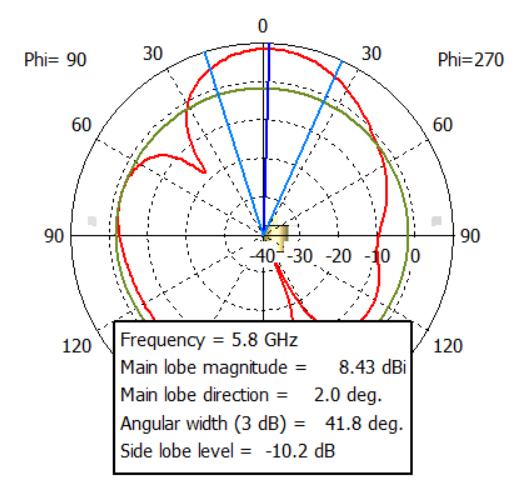 0
Phi= 90 30 30 Phi=270
60 60
90 -40 -30 -20 -10 0 90
120 120
Frequency = 5.8 GHz
Main lobe magnitude = 8.43 dBi
Main lobe direction = 2.0 deg.
Angular width (3 dB) = 41.8 deg.
Side lobe level = -10.2 dB